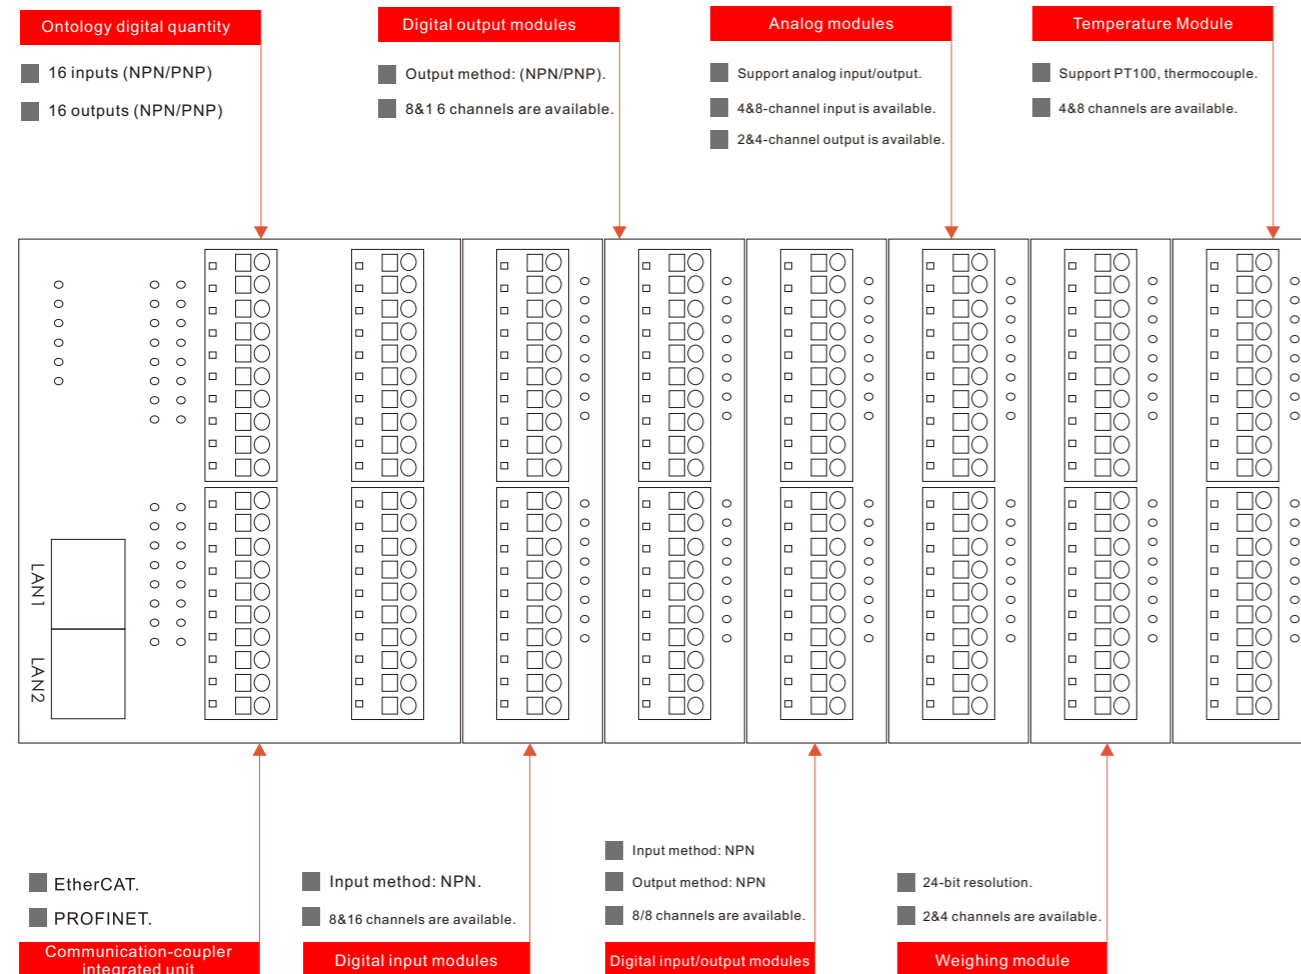 Ontology digital quantity
16 inputs (NPN/PNP)
16 outputs (NPN/PNP)
Digital output modules
Output method: (NPN/PNP).
8&1 6 channels are available.
Analog modules
Support analog input/output.
4&8-channel input is available.
2&4-channel output is available.
Temperature Module
Support PT100, thermocouple.
4&8 channels are available.
LAN1
LAN2
EtherCAT.
PROFINET.
Communication-coupler
integrated unit
Input method: NPN.
8&16 channels are available.
Digital input modules
Input method: NPN
Output method: NPN
8/8 channels are available.
Digital input/output modules
24-bit resolution.
2&4 channels are available.
Weighing module